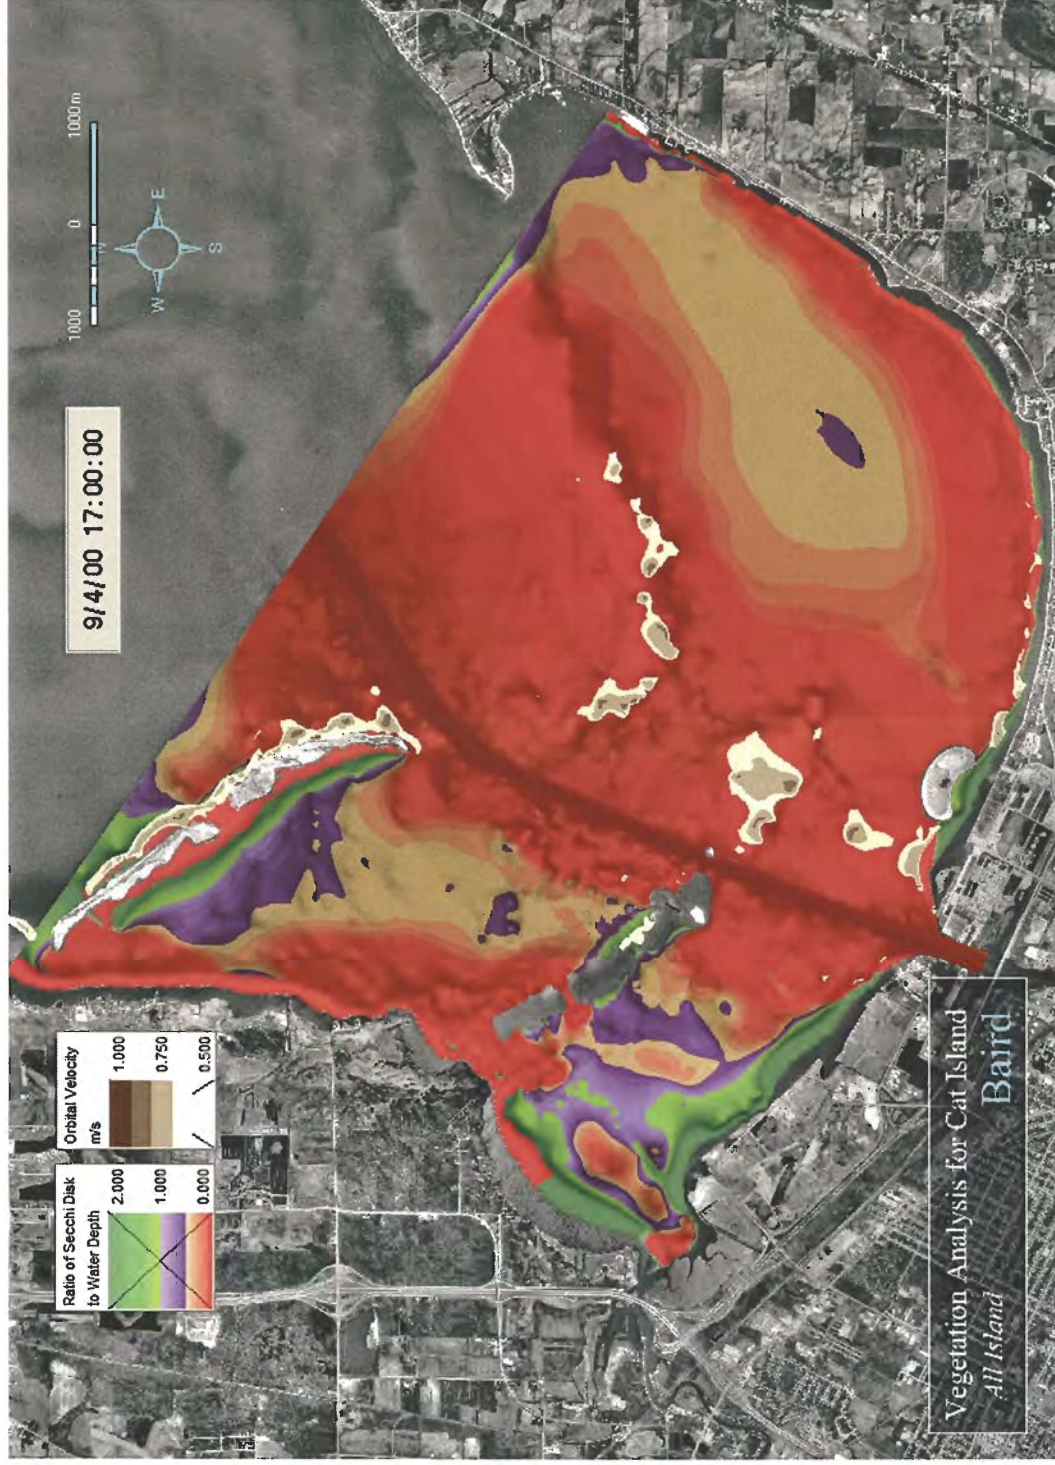 9/4/00 17:00:00
1000 0 1000 m
N
W E
S
Ratio of Secchi Disk
to Water Depth
2.000
1.000
0.000
Orbital Velocity
m/s
1.000
0.750
0.500
Vegetation Analysis for Cat Island
All Island
Baird